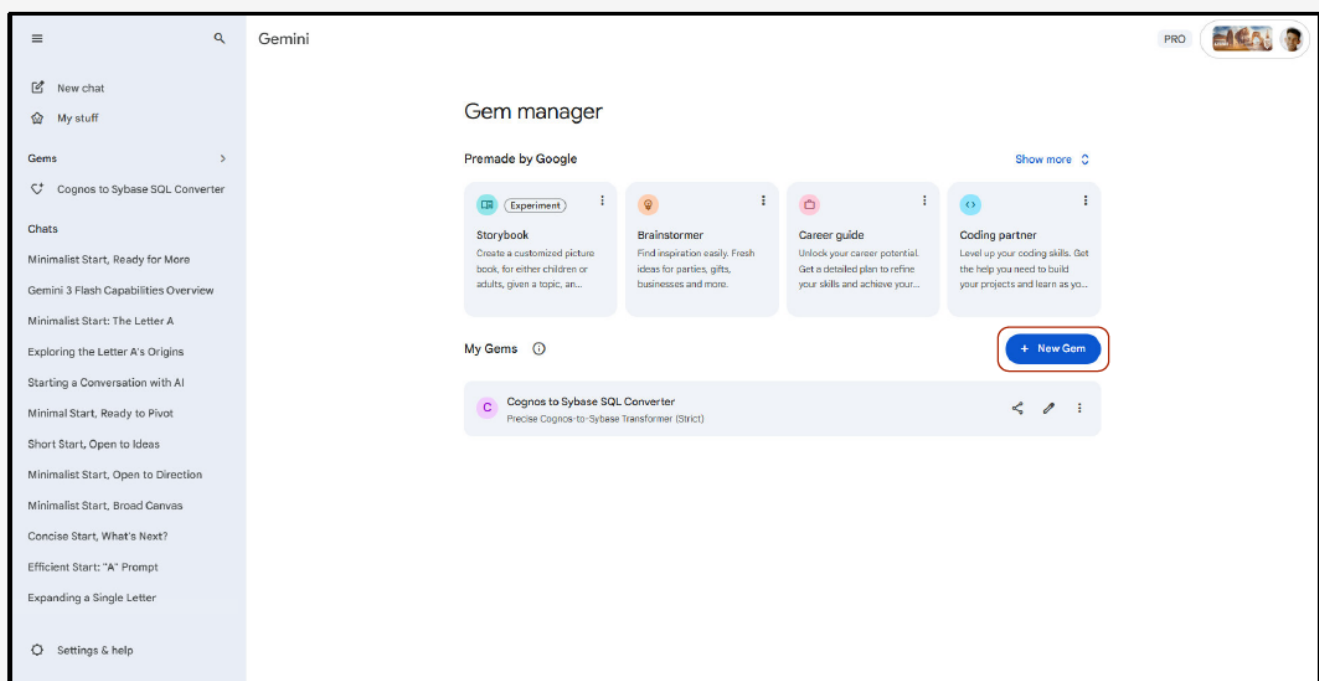 Gemini
PRO
New chat
My stuff
Gems
Cognos to Sybase SQL Converter
Chats
Minimalist Start, Ready for More
Gemini 3 Flash Capabilities Overview
Minimalist Start: The Letter A
Exploring the Letter A's Origins
Starting a Conversation with AI
Minimal Start, Ready to Pivot
Short Start, Open to Ideas
Minimalist Start, Open to Direction
Minimalist Start, Broad Canvas
Concise Start, What's Next?
Efficient Start: "A" Prompt
Expanding a Single Letter
Settings & help
Gem manager
Premade by Google
Show more
Experiment
Storybook
Create a customized picture
book, for either children or
adults, given a topic, an...
Brainstormer
Find inspiration easily. Fresh
ideas for parties, gifts,
businesses and more.
Career guide
Unlock your career potential.
Get a detailed plan to refine
your skills and achieve your...
Coding partner
Level up your coding skills. Get
the help you need to build
your projects and learn as yo...
My Gems
+ New Gem
C
Cognos to Sybase SQL Converter
Precise Cognos-to-Sybase Transformer (Strict)